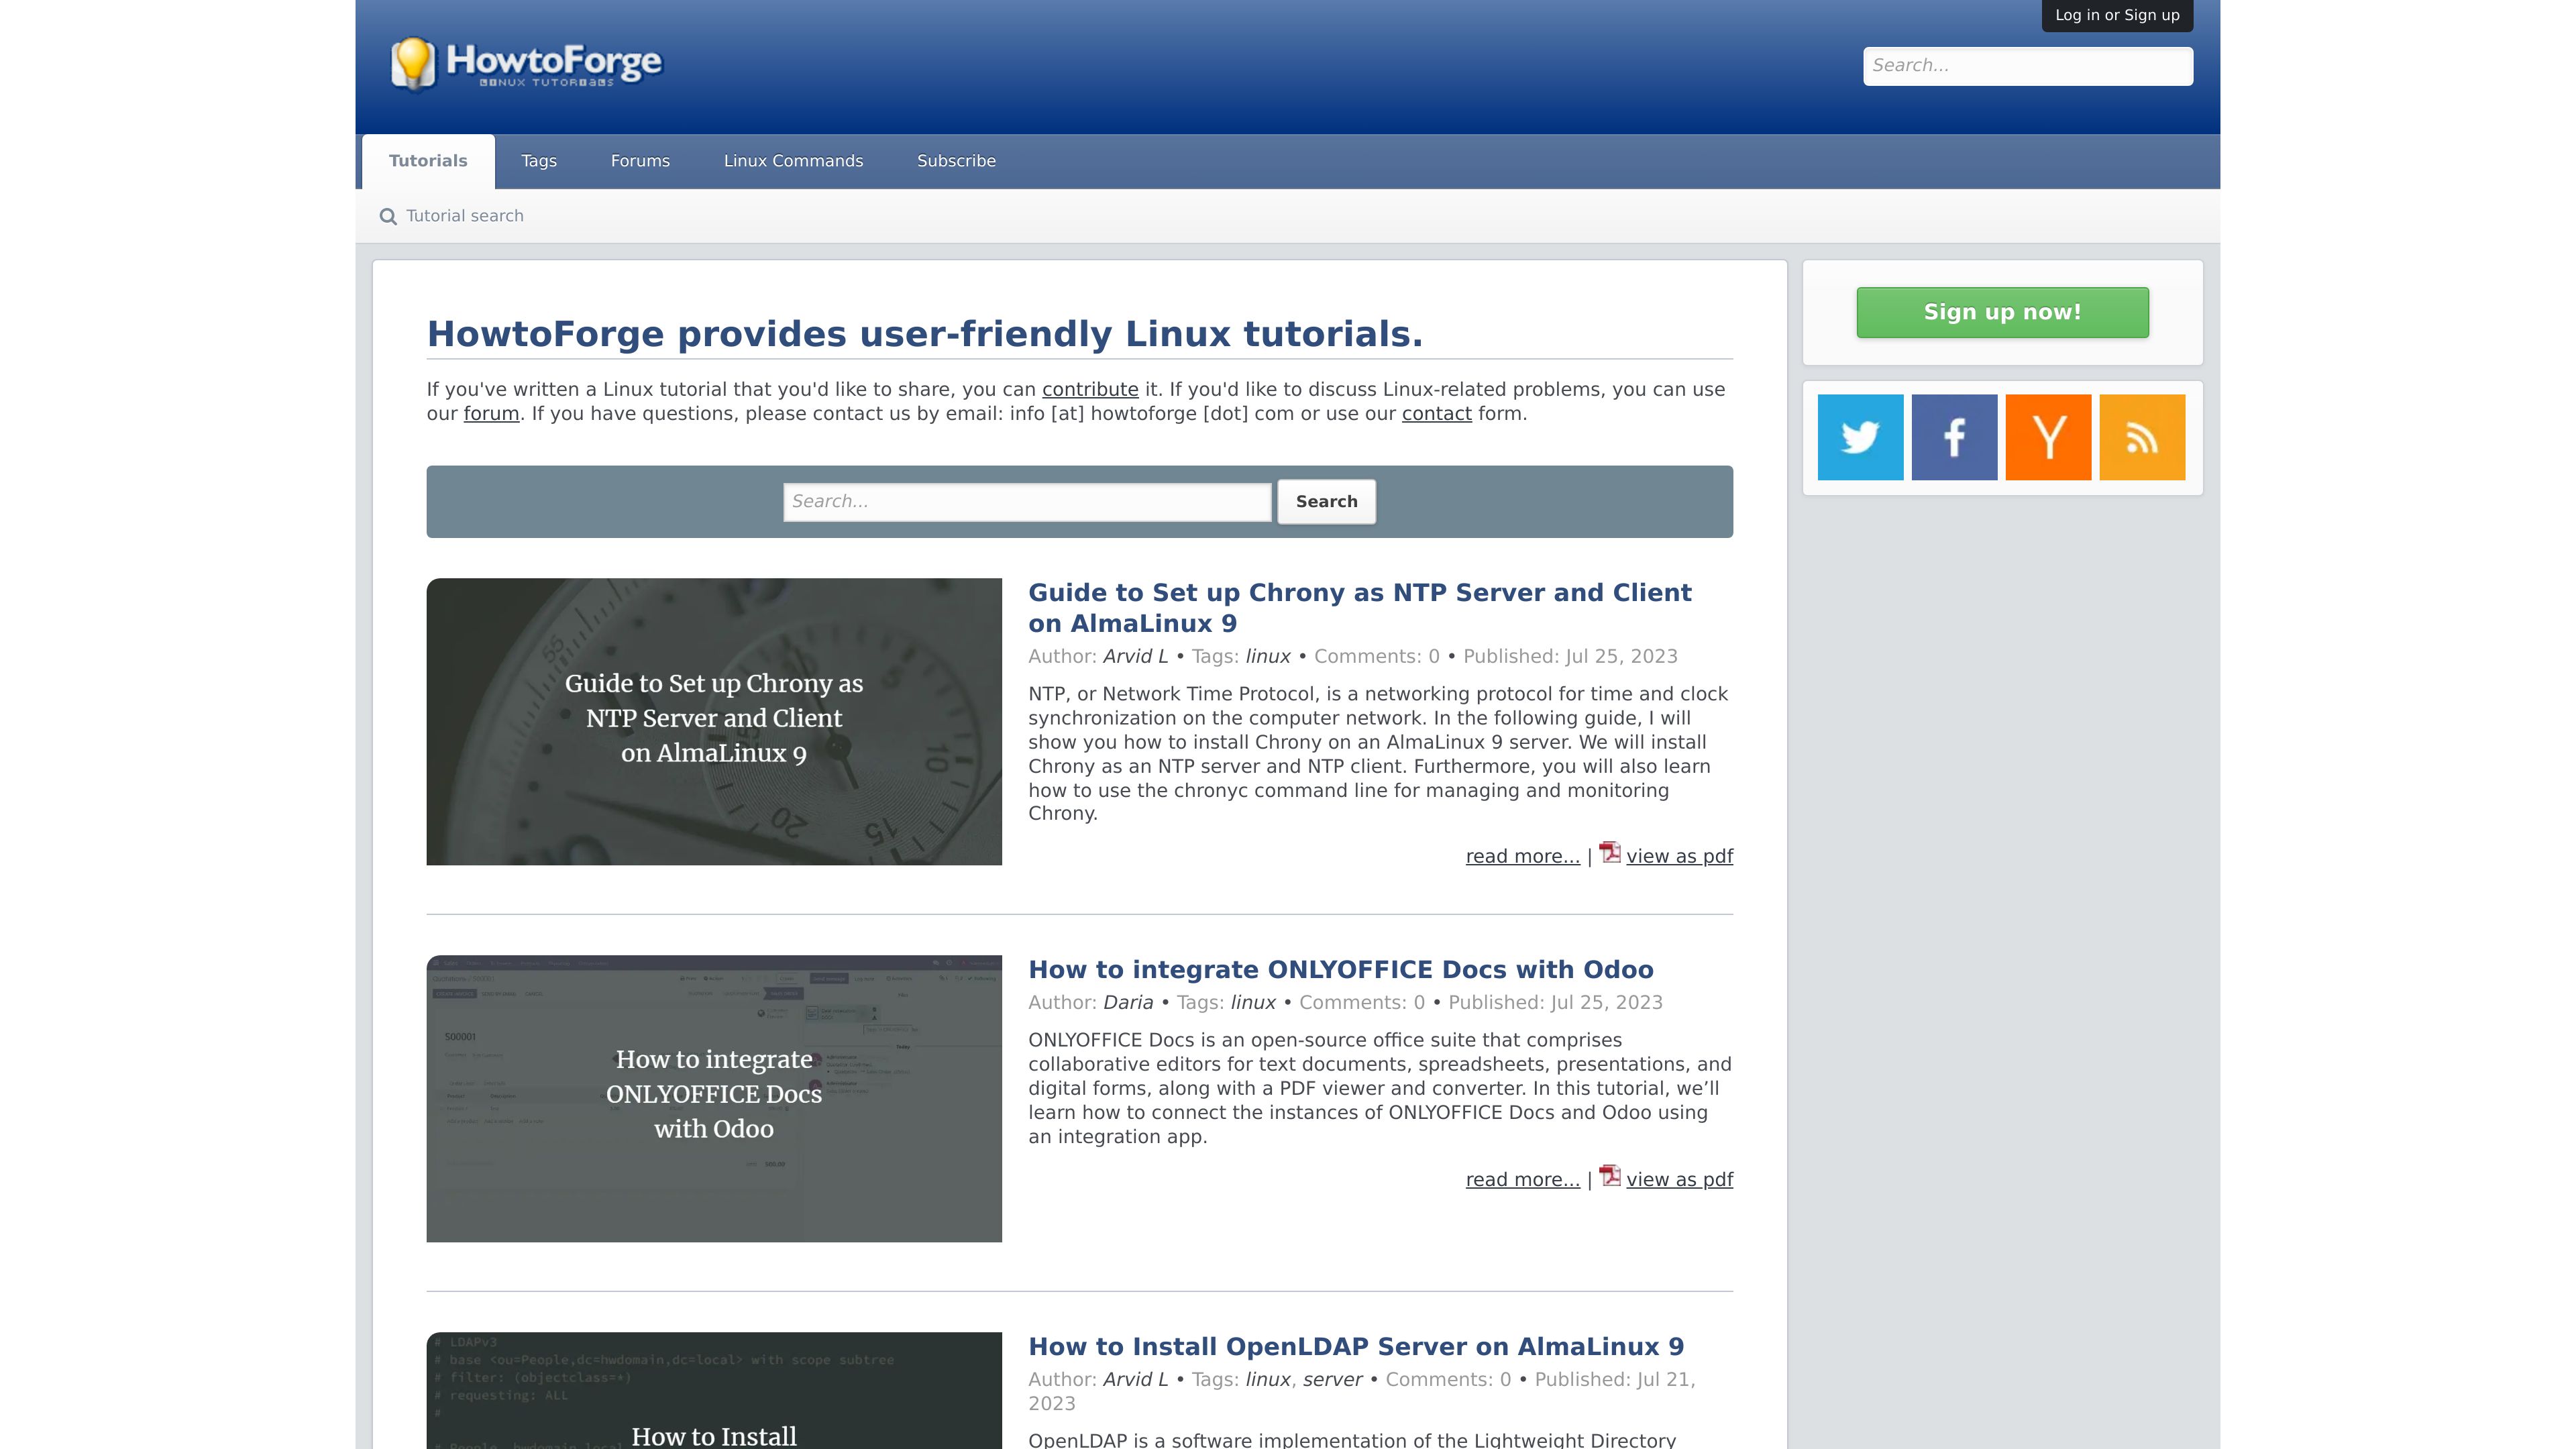 Log in or Sign up
HowtoForge
LINUX TUTORIALS
Search...
Tutorials
Tags
Forums
Linux Commands
Subscribe
Tutorial search
HowtoForge provides user-friendly Linux tutorials.
If you've written a Linux tutorial that you'd like to share, you can contribute it. If you'd like to discuss Linux-related problems, you can use
our forum. If you have questions, please contact us by email: info [at] howtoforge [dot] com or use our contact form.
Search...
Search
Sign up now!
Guide to Set up Chrony as
NTP Server and Client
on AlmaLinux 9
55
5
10
15
20
Guide to Set up Chrony as NTP Server and Client
on AlmaLinux 9
Author: Arvid L • Tags: linux • Comments: 0 • Published: Jul 25, 2023
NTP, or Network Time Protocol, is a networking protocol for time and clock
synchronization on the computer network. In the following guide, I will
show you how to install Chrony on an AlmaLinux 9 server. We will install
Chrony as an NTP server and NTP client. Furthermore, you will also learn
how to use the chronyc command line for managing and monitoring
Chrony.
read more... | view as pdf
S00001
How to integrate
ONLYOFFICE Docs
with Odoo
How to integrate ONLYOFFICE Docs with Odoo
Author: Daria • Tags: linux • Comments: 0 • Published: Jul 25, 2023
ONLYOFFICE Docs is an open-source office suite that comprises
collaborative editors for text documents, spreadsheets, presentations, and
digital forms, along with a PDF viewer and converter. In this tutorial, we’ll
learn how to connect the instances of ONLYOFFICE Docs and Odoo using
an integration app.
read more... | view as pdf
# LDAPv3
# base <ou=People,dc=hwdomain,dc=local> with scope subtree
# filter: (objectclass=*)
# requesting: ALL
#
How to Install
How to Install OpenLDAP Server on AlmaLinux 9
Author: Arvid L • Tags: linux, server • Comments: 0 • Published: Jul 21,
2023
OpenLDAP is a software implementation of the Lightweight Directory